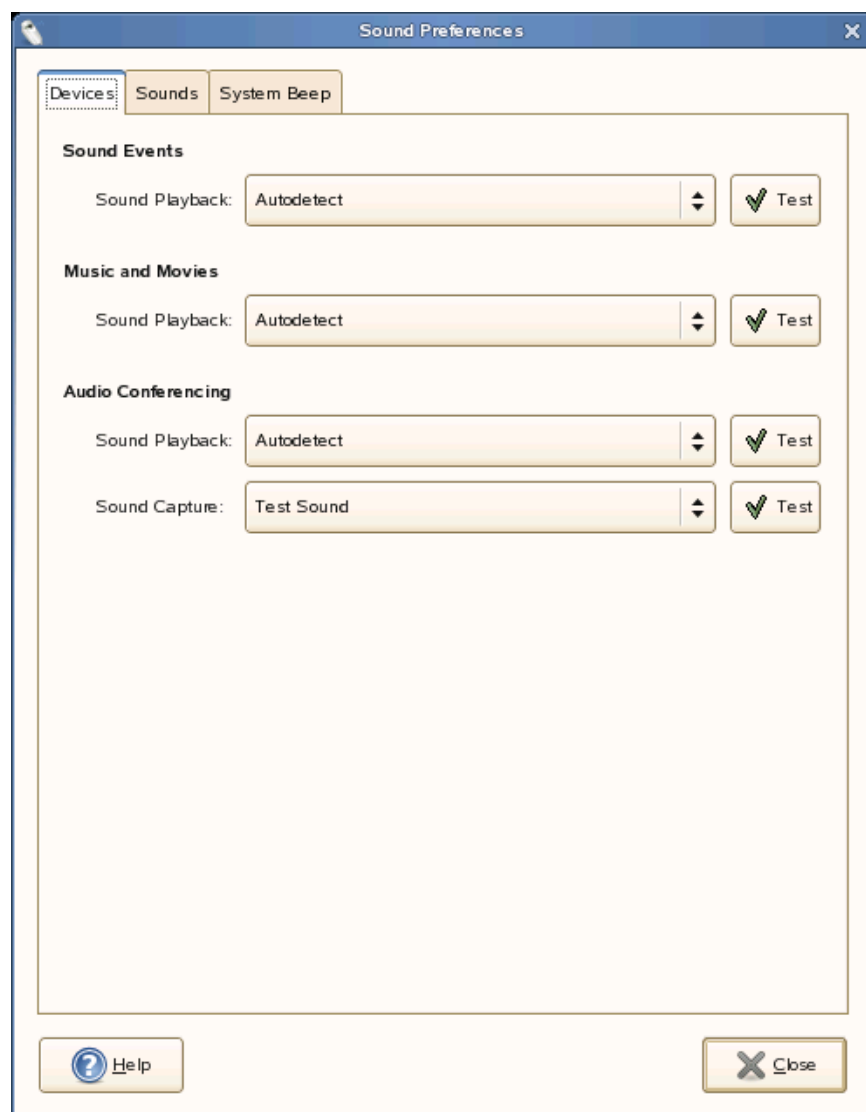 Sound Preferences
Devices Sounds System Beep
Sound Events
Sound Playback: Autodetect Test
Music and Movies
Sound Playback: Autodetect Test
Audio Conferencing
Sound Playback: Autodetect Test
Sound Capture: Test Sound Test
Help Close